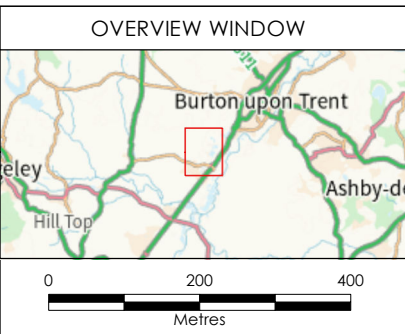 OVERVIEW WINDOW
Burton upon Trent
eley
Ashby-de
Hill Top
0 200 400
Metres